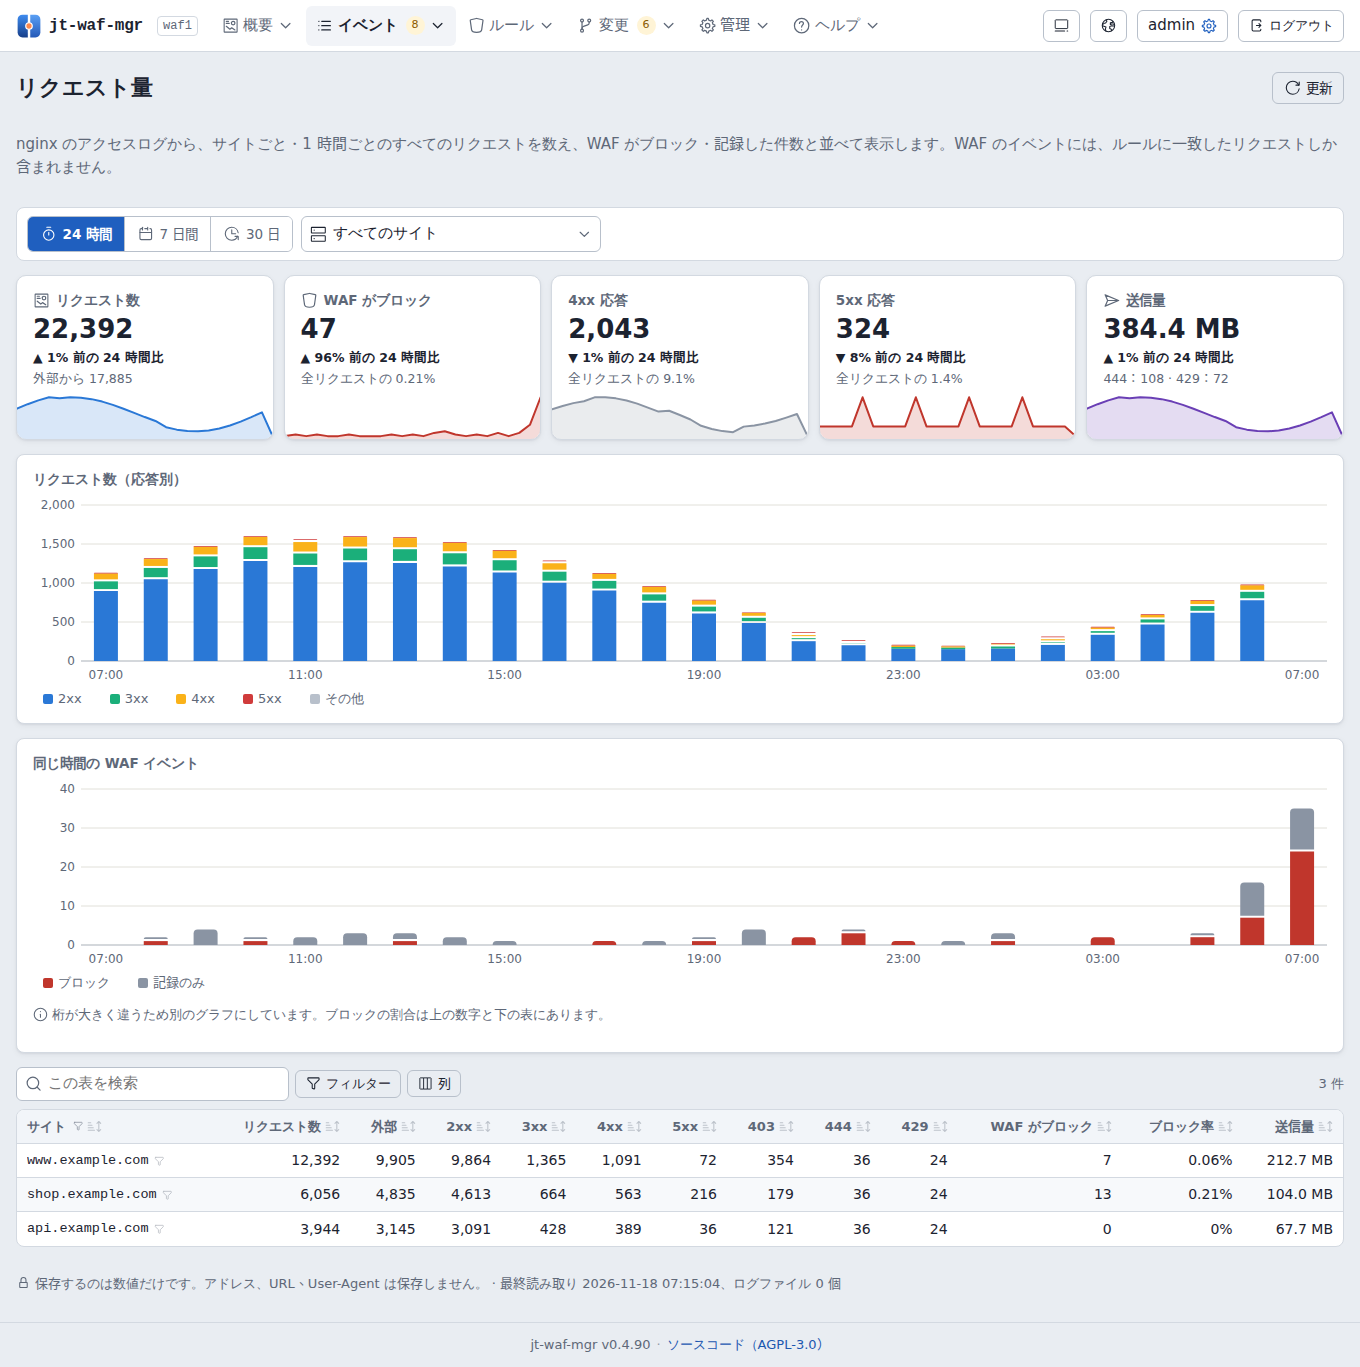 jt-waf-mgr waf1 概要 イベント 8 ルール 変更 6 管理 ヘルプ admin ログアウト
リクエスト量 更新
nginx のアクセスログから、サイトごと・1 時間ごとのすべてのリクエストを数え、WAF がブロック・記録した件数と並べて表示します。WAF のイベントには、ルールに一致したリクエストしか
含まれません。
24 時間 7 日間 30 日 すべてのサイト
リクエスト数 WAF がブロック 4xx 応答 5xx 応答 送信量
22,392 47 2,043 324 384.4 MB
▲ 1% 前の 24 時間比 ▲ 96% 前の 24 時間比 ▼ 1% 前の 24 時間比 ▼ 8% 前の 24 時間比 ▲ 1% 前の 24 時間比
外部から 17,885 全リクエストの 0.21% 全リクエストの 9.1% 全リクエストの 1.4% 444：108 · 429：72
リクエスト数（応答別）
2,000
1,500
1,000
500
0
07:00 11:00 15:00 19:00 23:00 03:00 07:00
2xx 3xx 4xx 5xx その他
同じ時間の WAF イベント
40
30
20
10
0
07:00 11:00 15:00 19:00 23:00 03:00 07:00
ブロック 記録のみ
桁が大きく違うため別のグラフにしています。ブロックの割合は上の数字と下の表にあります。
この表を検索 フィルター 列 3 件
サイト リクエスト数 外部 2xx 3xx 4xx 5xx 403 444 429 WAF がブロック ブロック率 送信量
www.example.com 12,392 9,905 9,864 1,365 1,091 72 354 36 24 7 0.06% 212.7 MB
shop.example.com 6,056 4,835 4,613 664 563 216 179 36 24 13 0.21% 104.0 MB
api.example.com 3,944 3,145 3,091 428 389 36 121 36 24 0 0% 67.7 MB
保存するのは数値だけです。アドレス、URL、User-Agent は保存しません。 · 最終読み取り 2026-11-18 07:15:04、ログファイル 0 個
jt-waf-mgr v0.4.90 · ソースコード（AGPL-3.0）